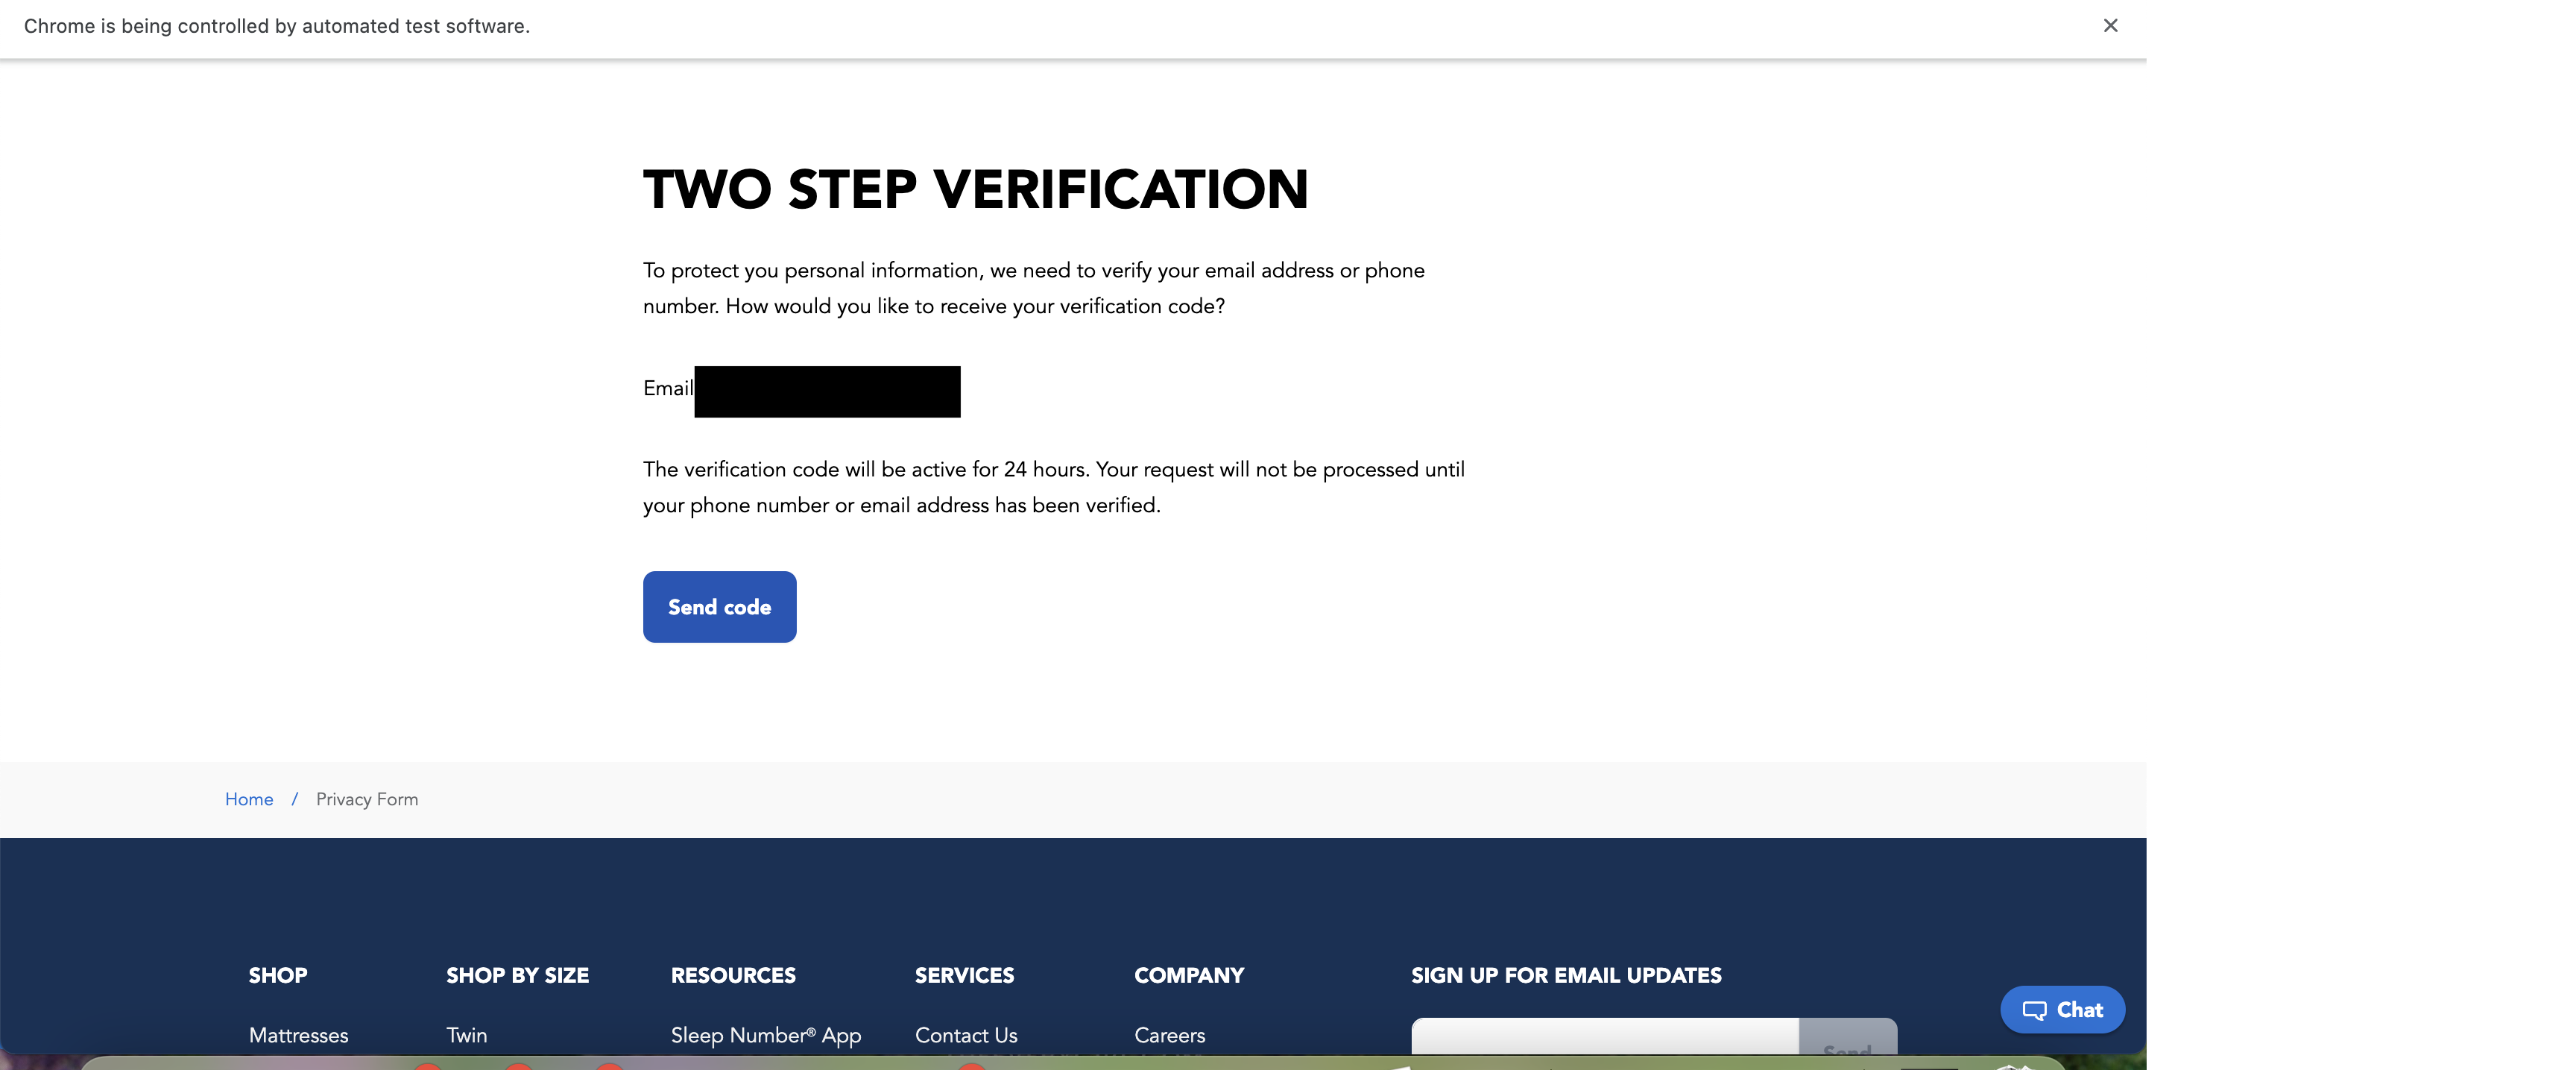 Chrome is being controlled by automated test software.
TWO STEP VERIFICATION
To protect you personal information, we need to verify your email address or phone
number. How would you like to receive your verification code?
Email
The verification code will be active for 24 hours. Your request will not be processed until
your phone number or email address has been verified.
Send code
Home / Privacy Form
SHOP
Mattresses
SHOP BY SIZE
Twin
RESOURCES
Sleep Number® App
SERVICES
Contact Us
COMPANY
Careers
SIGN UP FOR EMAIL UPDATES
Send
Chat